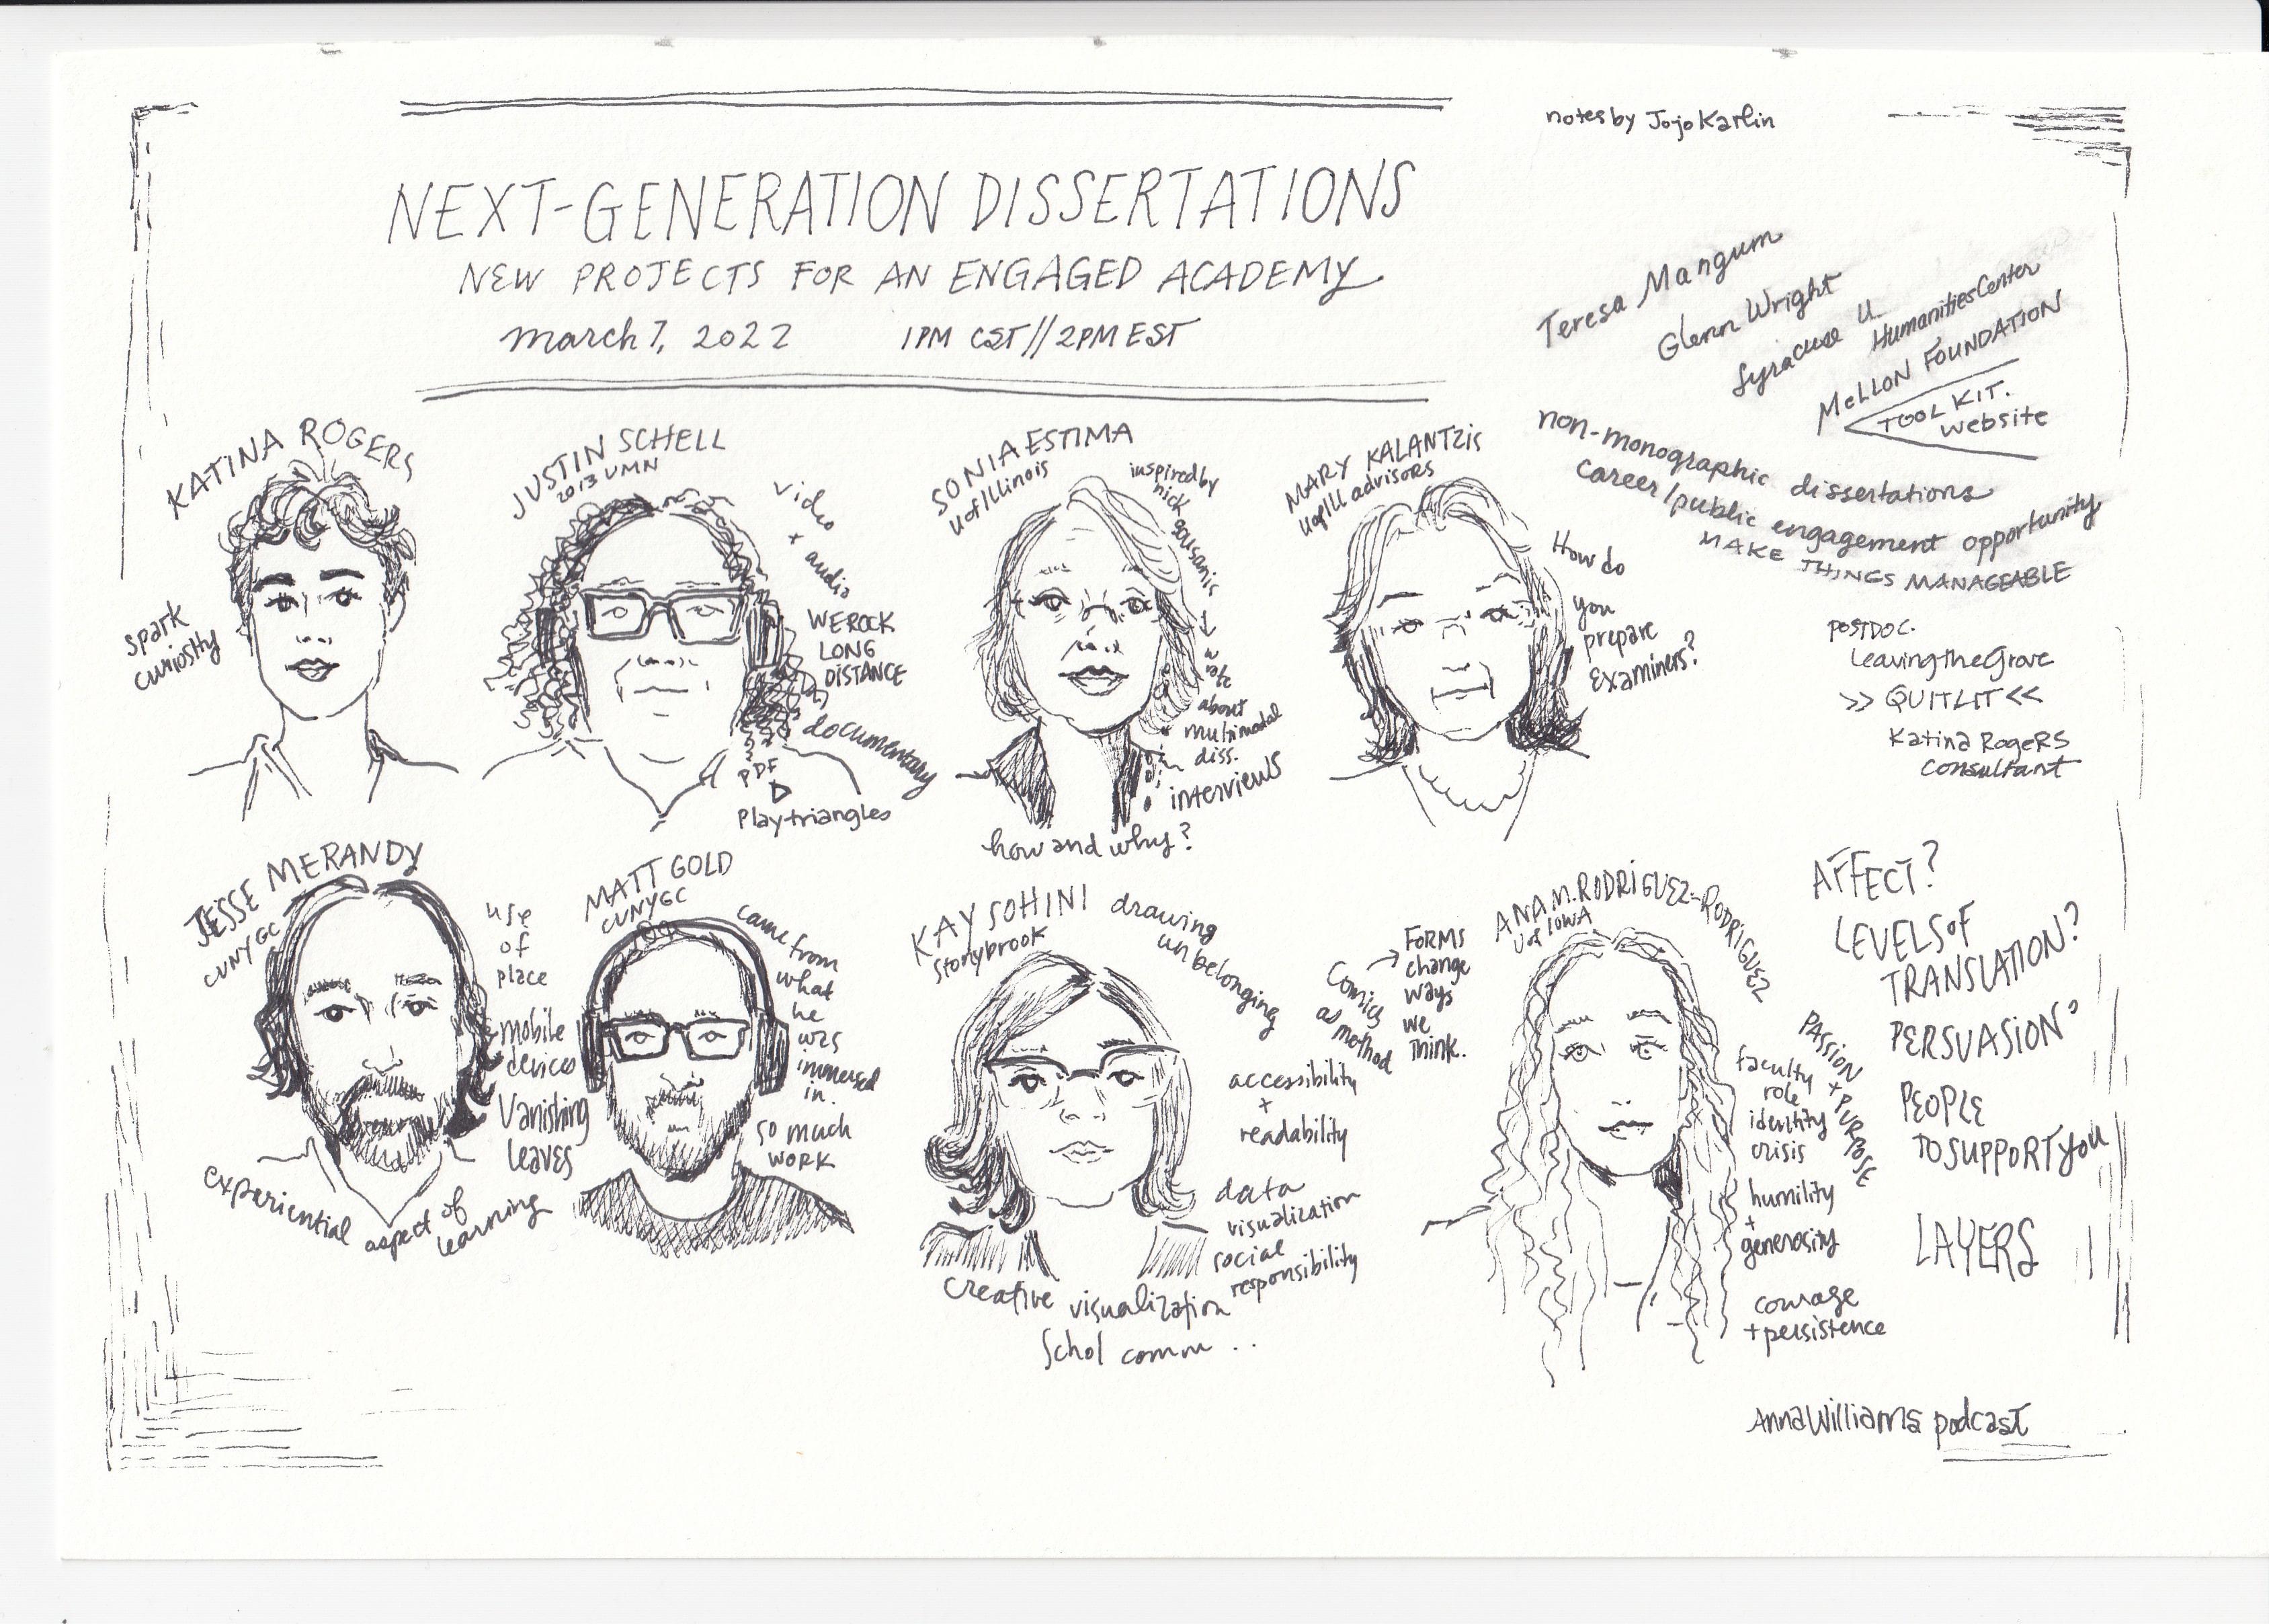 notes by Jojo Karlin
NEXT-GENERATION DISSERTATIONS
NEW PROJECTS FOR AN ENGAGED ACADEMY
march 7, 2022 1PM CST//2PM EST
Teresa Mangum
Glenn Wright
Syracuse U
Humanities Center
MELLON FOUNDATION
TOOL KIT.
website
non-monographic dissertations
career/public engagement opportunity
MAKE THINGS MANAGEABLE
POSTDOC.
Leaving the Grove
>> QUITLIT <<
Katina ROGERS
consultant
KATINA ROGERS
spark
curiosity
JUSTIN SCHELL
2013 UMN
video
+ audio
WE ROCK
LONG
DISTANCE
documentary
PDF
Play triangles
SONIA ESTIMA
U of Illinois
inspired by
nick
sousanis
about
multimodal
diss.
interviews
how and why?
MARY KALANTZIS
U of Ill advisors
How do
you
prepare
Examiners?
JESSE MERANDY
CUNY GC
use
of
place
mobile
devices
Vanishing
leaves
experiential
aspect of
learning
MATT GOLD
CUNYGC
came from
what
he
was
immersed
in.
so much
WORK
KAY SOHINI
Stonybrook
drawing
unbelonging
Comics
as method
FORMS
change
ways
we
Think.
accessibility
+
readability
data
visualization
social
responsibility
creative visualization
Schol comm ..
ANA M. RODRIGUEZ-RODRIGUEZ
U of IOWA
PASSION + PURPOSE
faculty
role
identity
crisis
humility
+
generosity
courage
+ persistence
AFFECT?
LEVELS OF
TRANSLATION?
PERSUASION?
PEOPLE
TO SUPPORT YOU
LAYERS
Anna Williams podcast